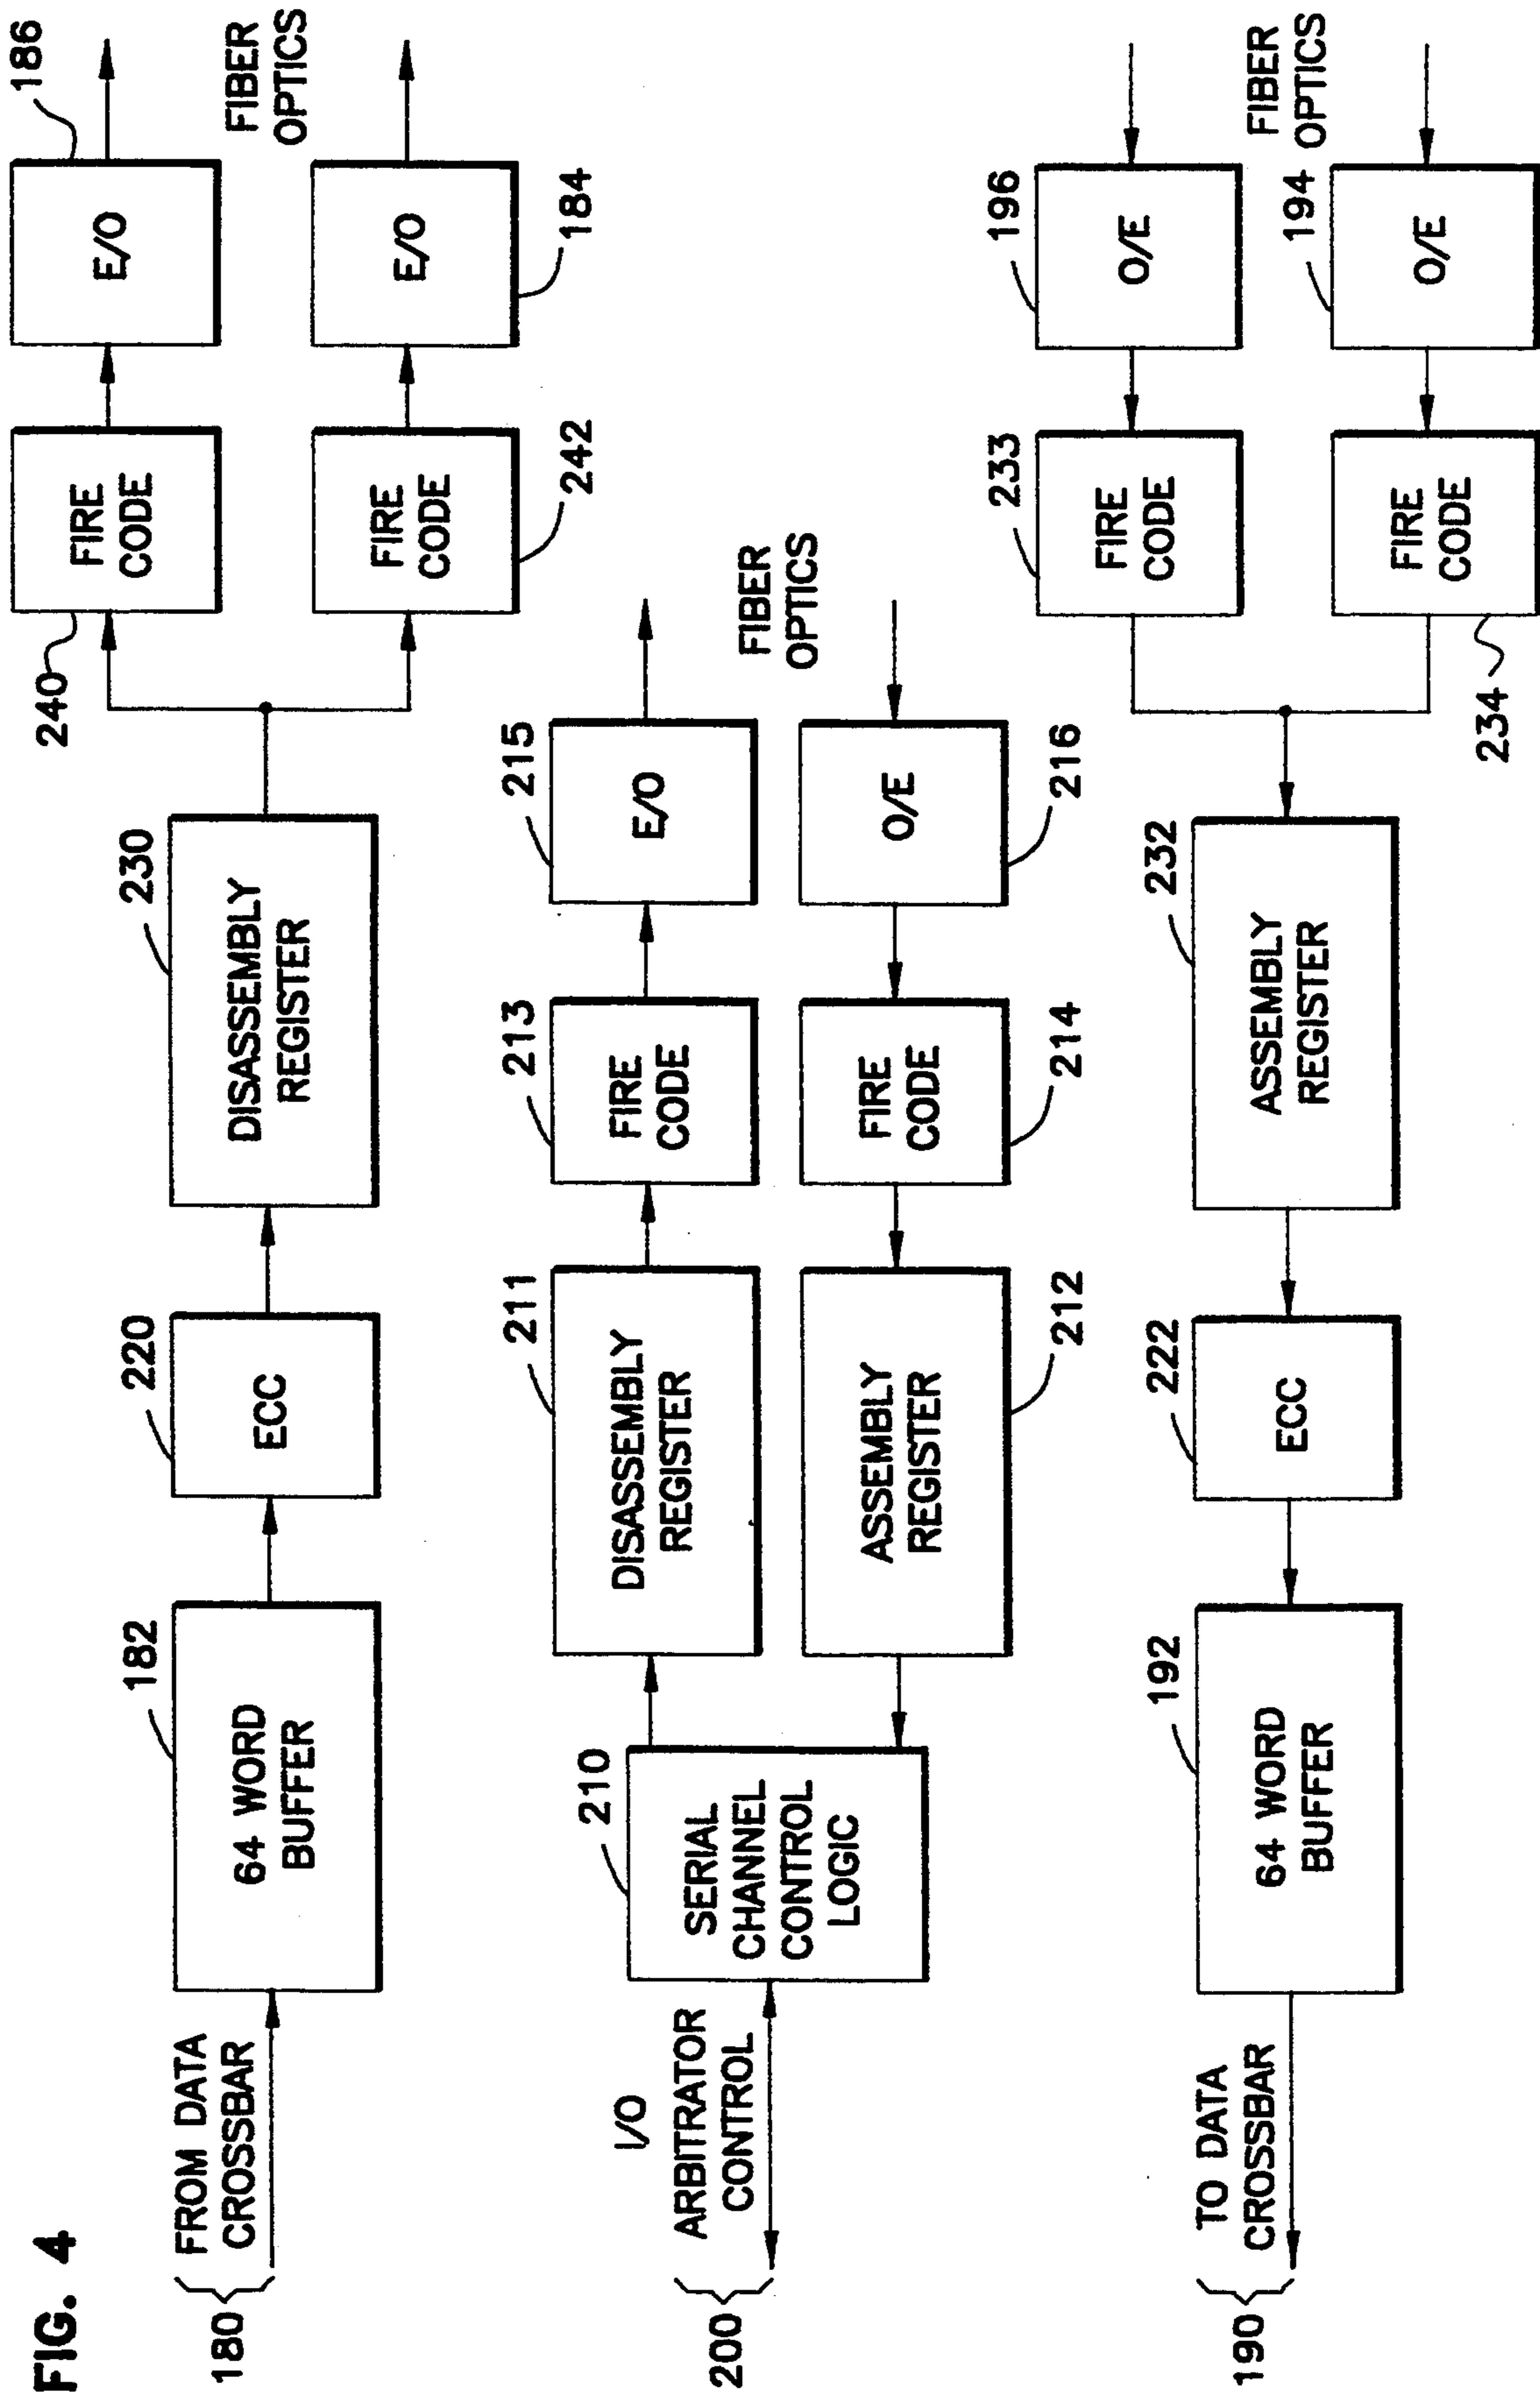 FIG. 4
180
FROM DATA
CROSSBAR
182
64 WORD
BUFFER
220
ECC
230
DISASSEMBLY
REGISTER
240
FIRE
CODE
186
E/O
FIRE
CODE
242
E/O
184
FIBER
OPTICS
200
I/O
ARBITRATOR
CONTROL
210
SERIAL
CHANNEL
CONTROL
LOGIC
211
DISASSEMBLY
REGISTER
213
FIRE
CODE
215
E/O
FIBER
OPTICS
ASSEMBLY
REGISTER
212
FIRE
CODE
214
O/E
216
190
TO DATA
CROSSBAR
192
64 WORD
BUFFER
222
ECC
232
ASSEMBLY
REGISTER
233
FIRE
CODE
196
O/E
234
FIRE
CODE
194
O/E
FIBER
OPTICS